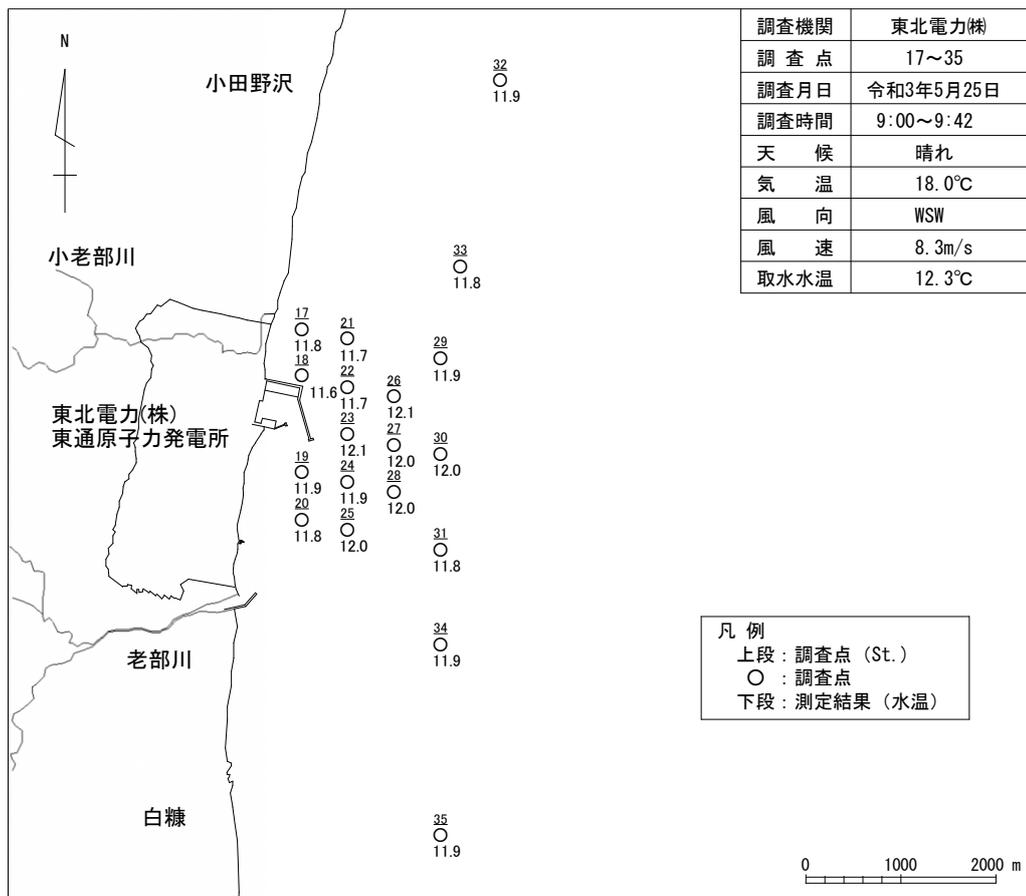 調査機関 東北電力㈱
調査点 17～35
調査月日 令和3年5月25日
調査時間 9:00～9:42
天候 晴れ
気温 18.0℃
風向 WSW
風速 8.3m/s
取水水温 12.3℃
N
小田野沢
32
11.9
小老部川
33
11.8
17
11.8
21
11.7
29
11.9
18
11.6
22
11.7
26
12.1
東北電力(株)
東通原子力発電所
23
12.1
27
12.0
30
12.0
19
11.9
24
11.9
28
12.0
20
11.8
25
12.0
31
11.8
34
11.9
老部川
凡 例
上段：調査点（St.）
○ ：調査点
下段：測定結果（水温）
白糠
35
11.9
0 1000 2000 m